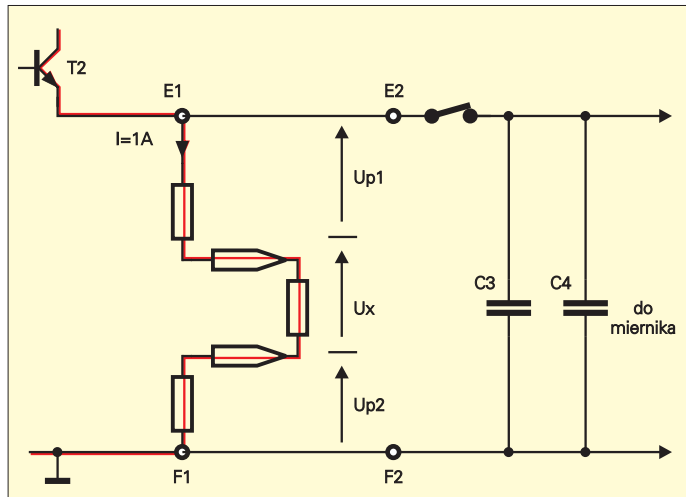 T2
E1
E2
I=1A
Up1
Ux
C3
C4
do
miernika
Up2
F1
F2